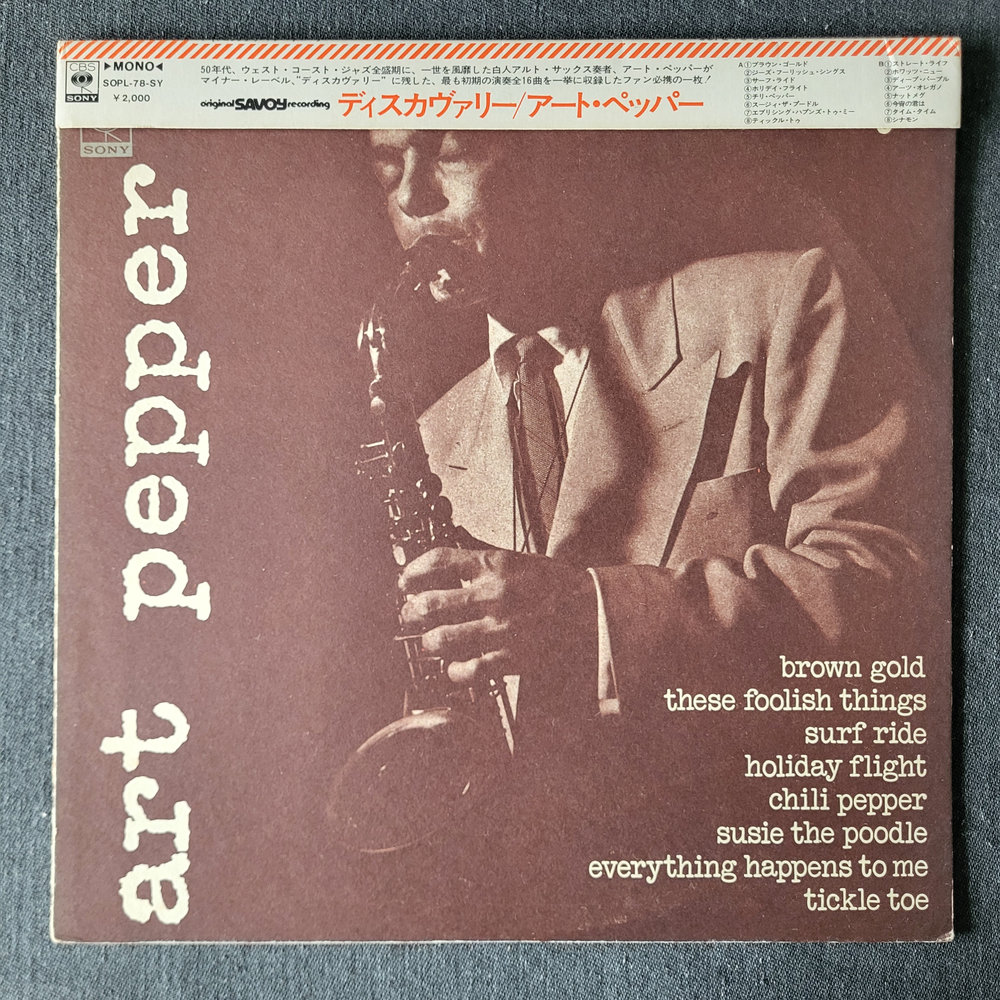 CBS
SONY
▶MONO◀
SOPL-78-SY
¥2,000
50年代、ウェスト・コースト・ジャズ全盛期に、一世を風靡した白人アルト・サックス奏者、アート・ペッパーが
マイナー・レーベル、"ディスカヴァリー"に残した、最も初期の演奏全16曲を一挙に収録したファン必携の一枚！
original SAVOY recording
ディスカヴァリー/アート・ペッパー
A①ブラウン・ゴールド
②ジーズ・フーリッシュ・シングス
③サーフ・ライド
④ホリデイ・フライト
⑤チリ・ペッパー
⑥スージィ・ザ・プードル
⑦エブリシング・ハプンズ・トゥ・ミー
⑧ティックル・トゥ
B①ストレート・ライフ
②ホワッツ・ニュー
③ディープ・パープル
④アーツ・オレガノ
⑤ナットメグ
⑥今宵の君は
⑦タイム・タイム
⑧シナモン
SONY
art pepper
brown gold
these foolish things
surf ride
holiday flight
chili pepper
susie the poodle
everything happens to me
tickle toe